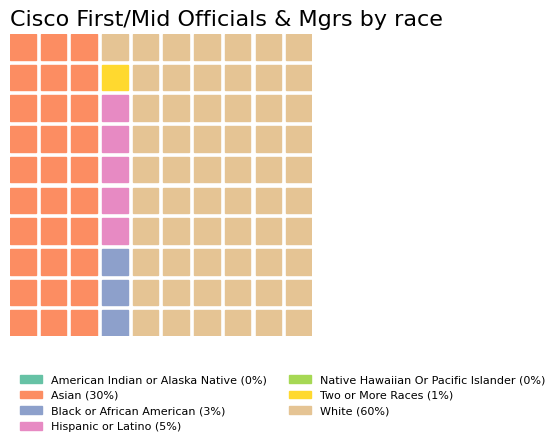 Cisco First/Mid Officials & Mgrs by race
American Indian or Alaska Native (0%)
Asian (30%)
Black or African American (3%)
Hispanic or Latino (5%)
Native Hawaiian Or Pacific Islander (0%)
Two or More Races (1%)
White (60%)